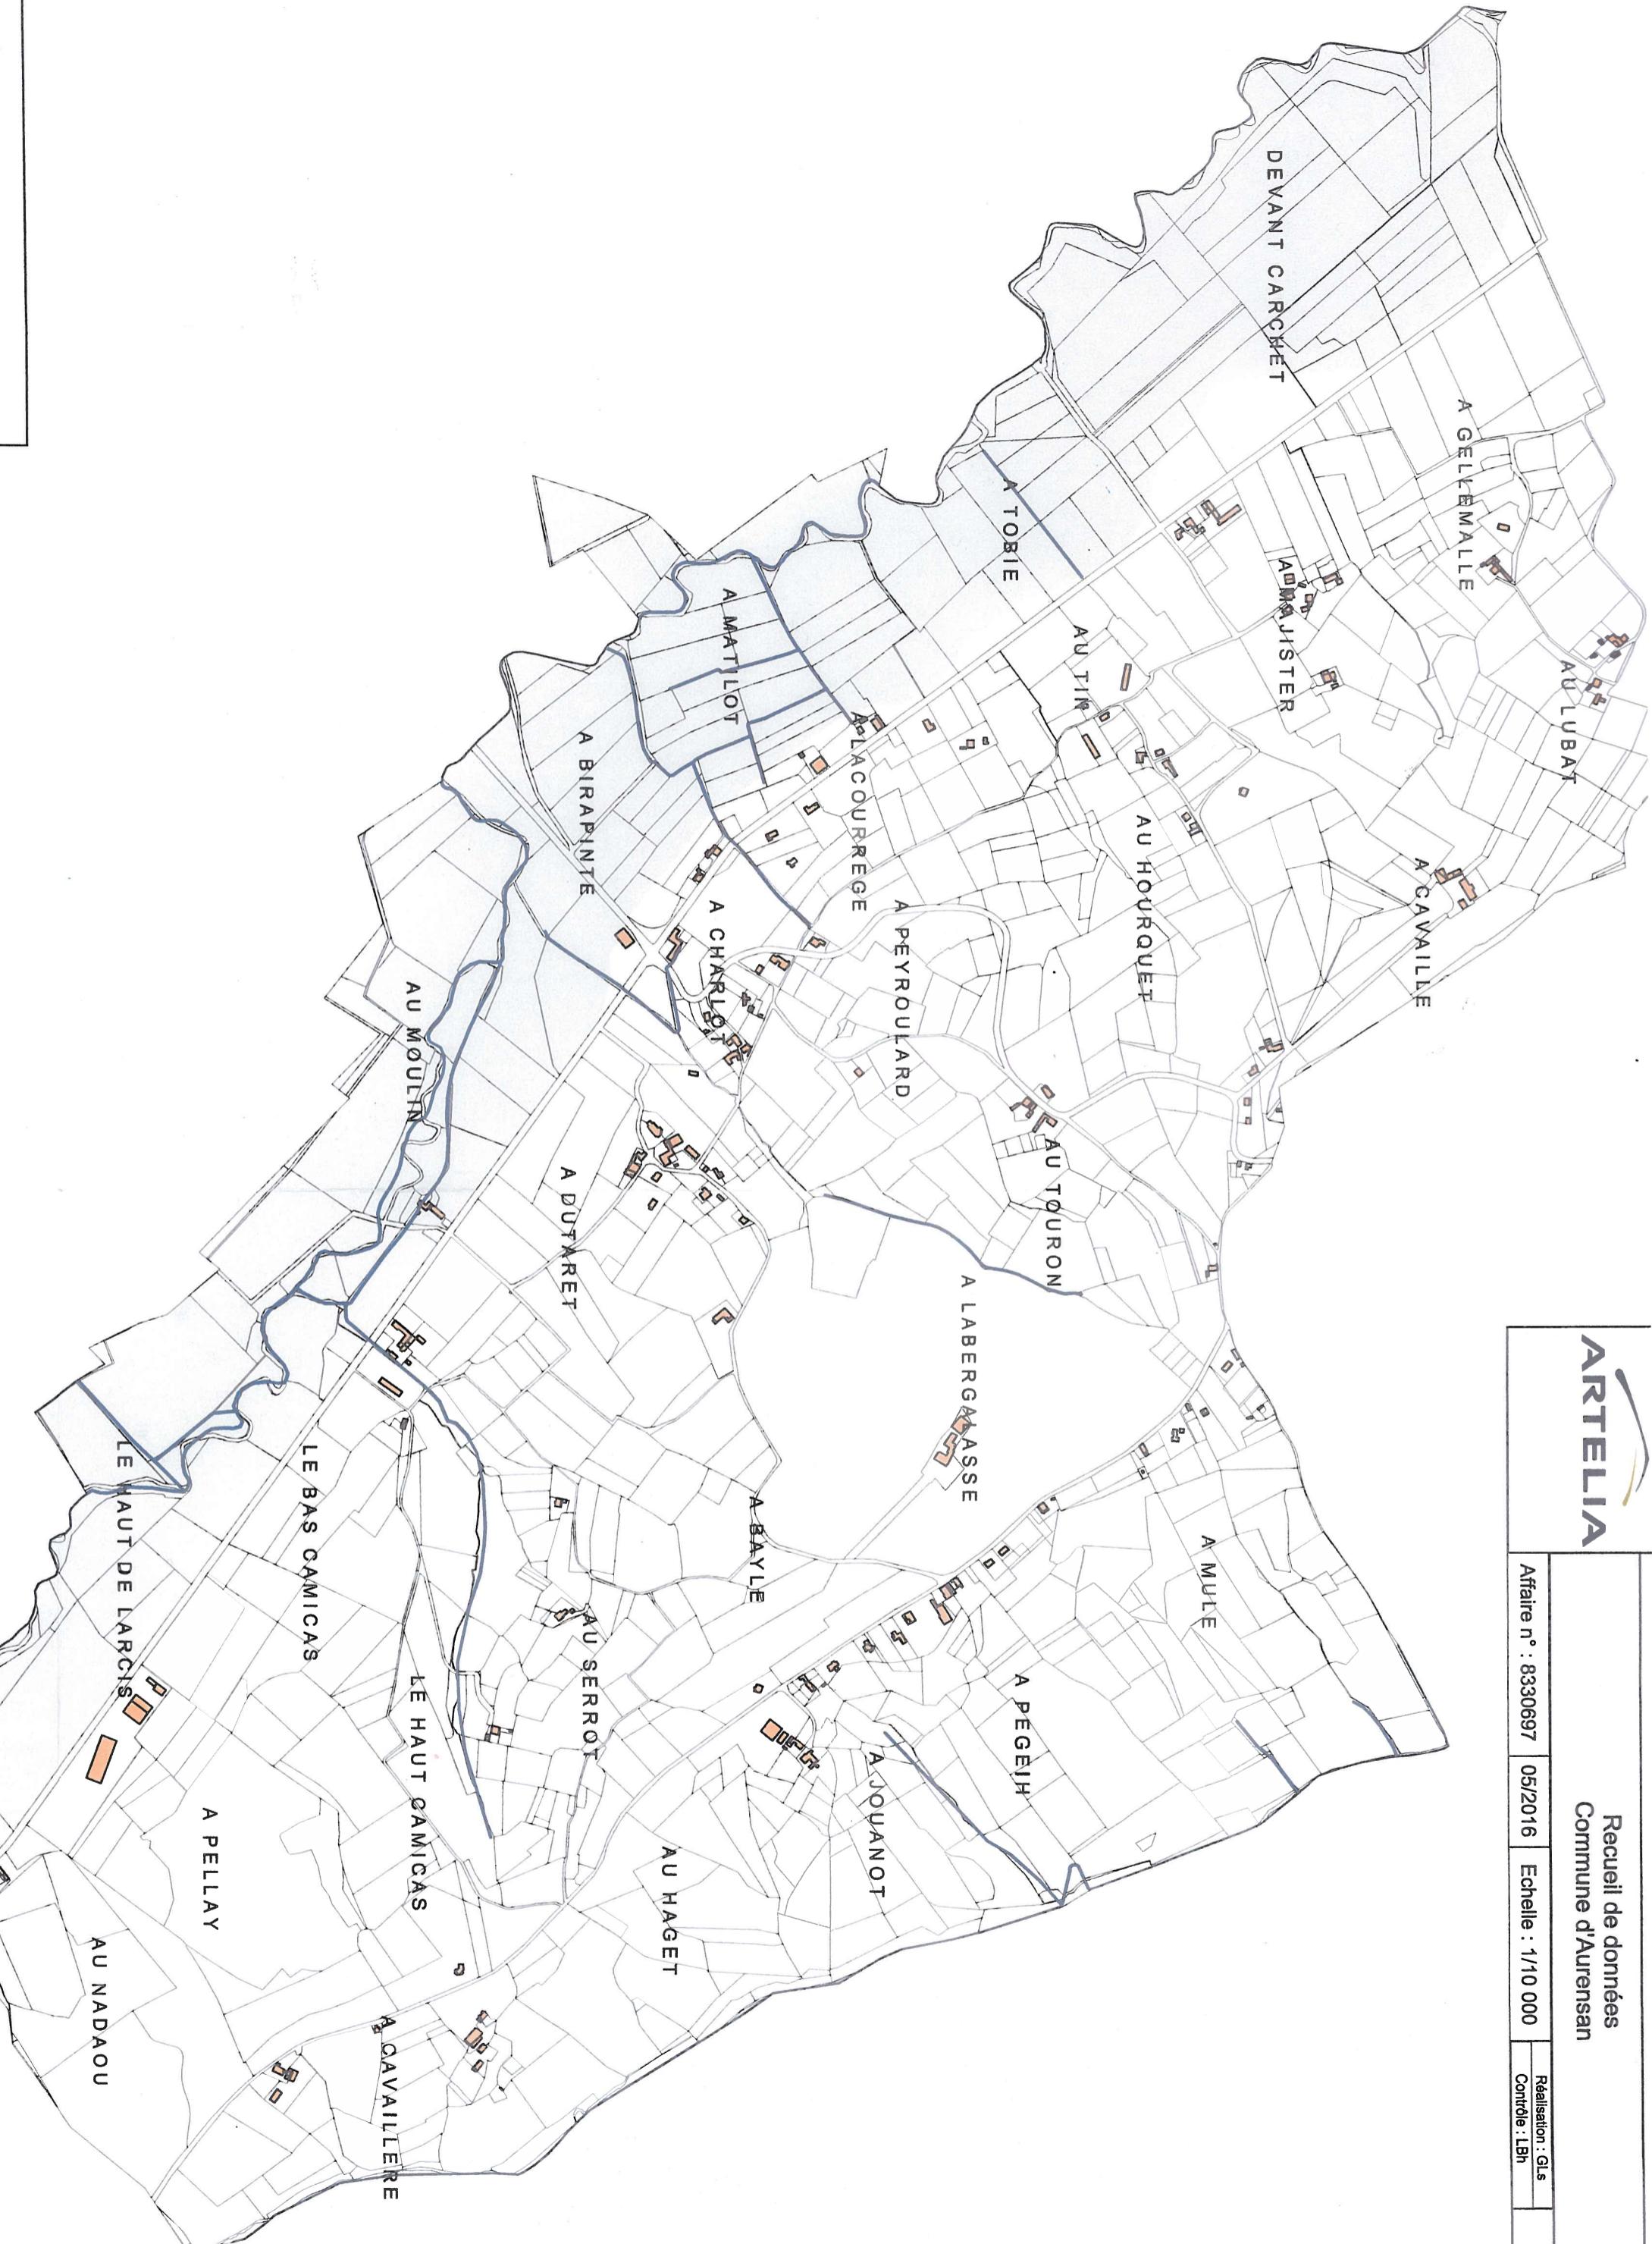 ARTELIA
Recueil de données
Commune d'Aurensan
Affaire n° : 8330697
05/2016
Echelle : 1/10 000
Réalisation : GLs
Contrôle : LBh
AU LUBAT
A GELLEMALLE
A CAVAILLE
DEVANT CARCHET
A MAJISTER
A MULE
AU HOURQUET
AU TIN
AU TOURON
A PEGEIH
A TOBIE
A LABERGALASSE
A PEYROULARD
A JOUANOT
A LACOURREGE
A BAYLE
A MATILOT
A CHARLOT
AU HAGET
A BIRAPINTE
AU SERROT
A DUTARET
AU MOULIN
LE HAUT CAMICAS
A CAVAILLERE
LE BAS CAMICAS
A PELLAY
LE HAUT DE LARCIS
AU NADAOU